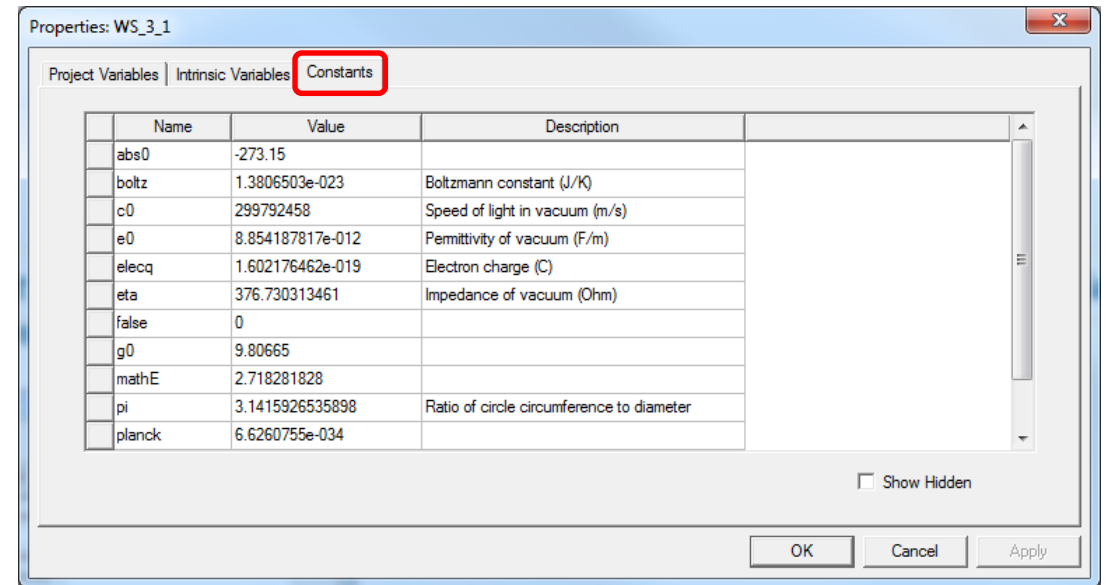 Properties: WS_3_1
Project Variables Intrinsic Variables Constants
Name Value Description
abs0 -273.15
boltz 1.3806503e-023 Boltzmann constant (J/K)
c0 299792458 Speed of light in vacuum (m/s)
e0 8.854187817e-012 Permittivity of vacuum (F/m)
elecq 1.602176462e-019 Electron charge (C)
eta 376.730313461 Impedance of vacuum (Ohm)
false 0
g0 9.80665
mathE 2.718281828
pi 3.1415926535898 Ratio of circle circumference to diameter
planck 6.6260755e-034
Show Hidden
OK Cancel Apply